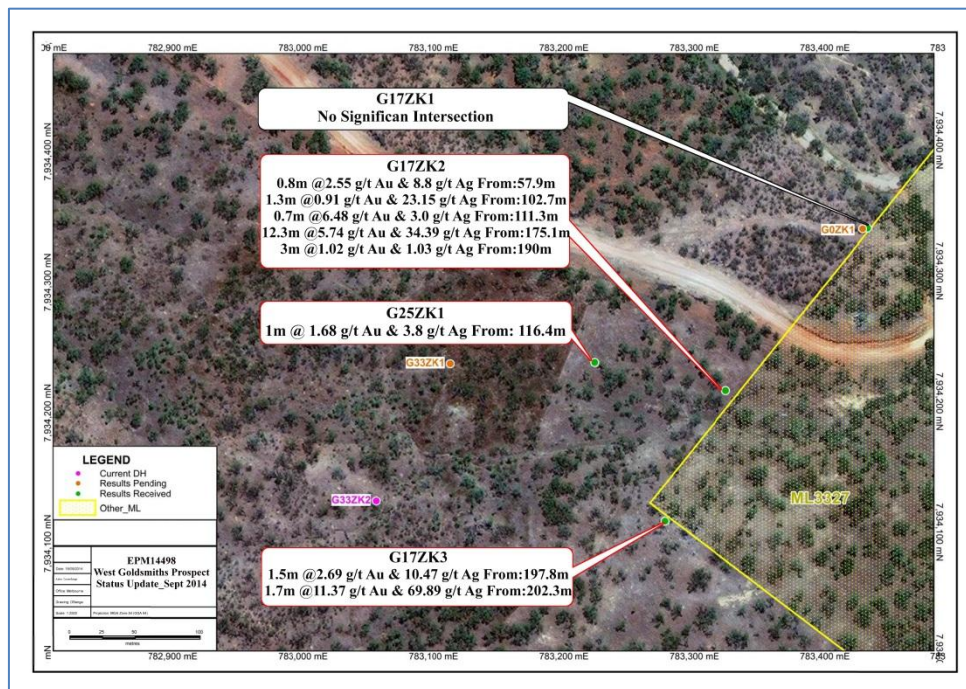 782,900 mE 783,000 mE 783,100 mE 783,200 mE 783,300 mE 783,400 mE 783
G17ZK1
No Significan Intersection
G17ZK2
0.8m @2.55 g/t Au & 8.8 g/t Ag From:57.9m
1.3m @0.91 g/t Au & 23.15 g/t Ag From:102.7m
0.7m @6.48 g/t Au & 3.0 g/t Ag From:111.3m
12.3m @5.74 g/t Au & 34.39 g/t Ag From:175.1m
3m @1.02 g/t Au & 1.03 g/t Ag From:190m
G25ZK1
1m @ 1.68 g/t Au & 3.8 g/t Ag From: 116.4m
G17ZK3
1.5m @2.69 g/t Au & 10.47 g/t Ag From:197.8m
1.7m @11.37 g/t Au & 69.89 g/t Ag From:202.3m
G0ZK1
G33ZK1
G33ZK2
ML3327
7,934,400 mN
7,934,300 mN
7,934,200 mN
7,934,100 mN
mN
7,934,400 mN
7,934,300 mN
7,934,200 mN
7,934,100 mN
LEGEND
Current DH
Results Pending
Results Received
Other_ML
EPM14498
West Goldsmiths Prospect
Status Update_Sept 2014
Office: Melbourne
0 25 50 100
metres
782,900 mE 783,000 mE 783,100 mE 783,200 mE 783,300 mE 783,400 mE